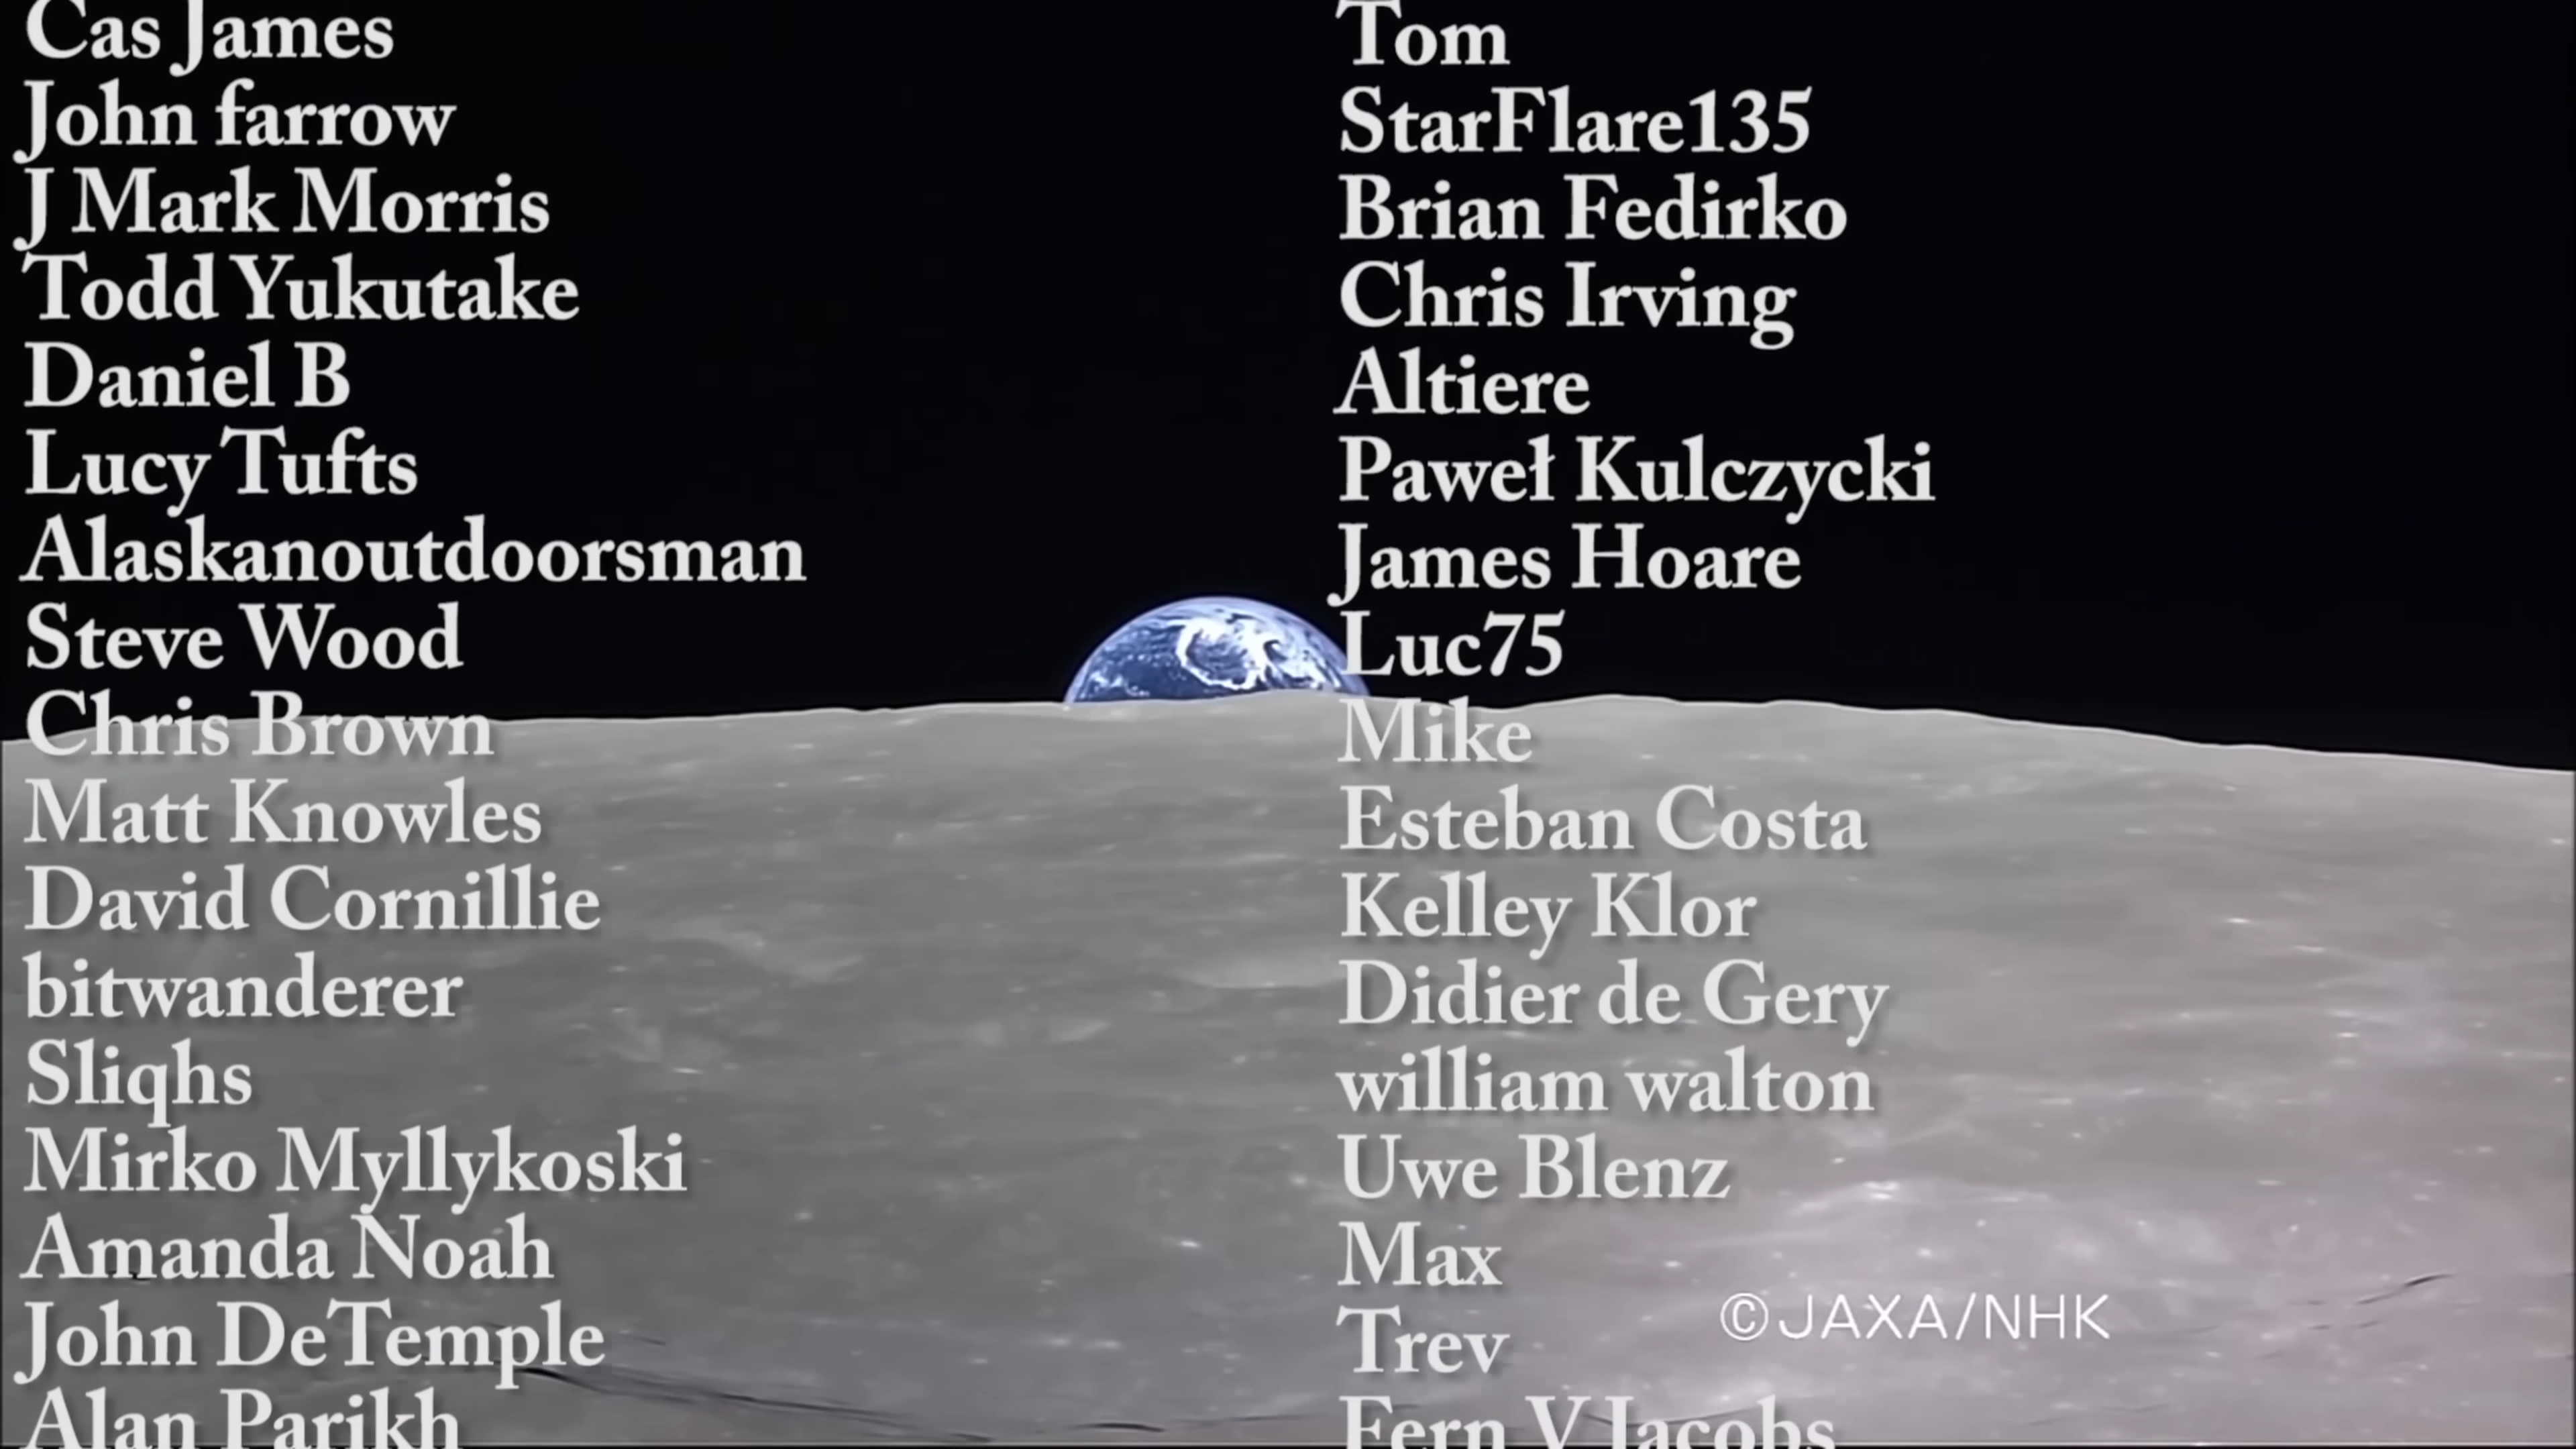 Cas James
John farrow
J Mark Morris
Todd Yukutake
Daniel B
Lucy Tufts
Alaskanoutdoorsman
Steve Wood
Chris Brown
Matt Knowles
David Cornillie
bitwanderer
Sliqhs
Mirko Myllykoski
Amanda Noah
John DeTemple
Alan Parikh
Tom
StarFlare135
Brian Fedirko
Chris Irving
Altiere
Paweł Kulczycki
James Hoare
Luc75
Mike
Esteban Costa
Kelley Klor
Didier de Gery
william walton
Uwe Blenz
Max
Trev
Fern V Jacobs
©JAXA/NHK